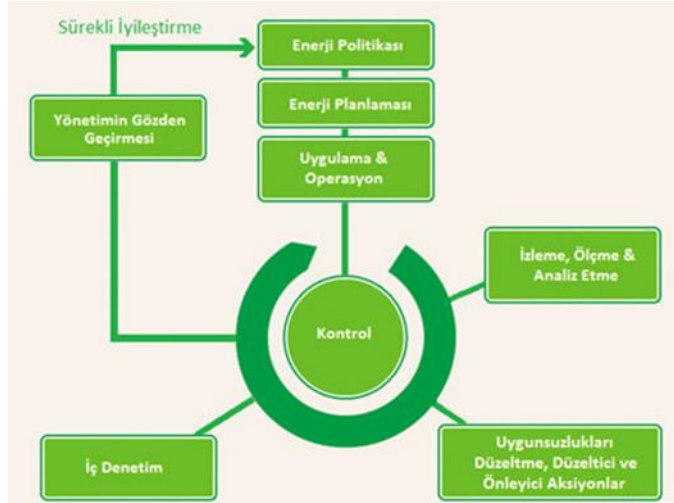 Sürekli İyileştirme
Enerji Politikası
Enerji Planlaması
Yönetimin Gözden
Geçirmesi
Uygulama &
Operasyon
İzleme, Ölçme &
Analiz Etme
Kontrol
İç Denetim
Uygunsuzlukları
Düzeltme, Düzeltici ve
Önleyici Aksiyonlar